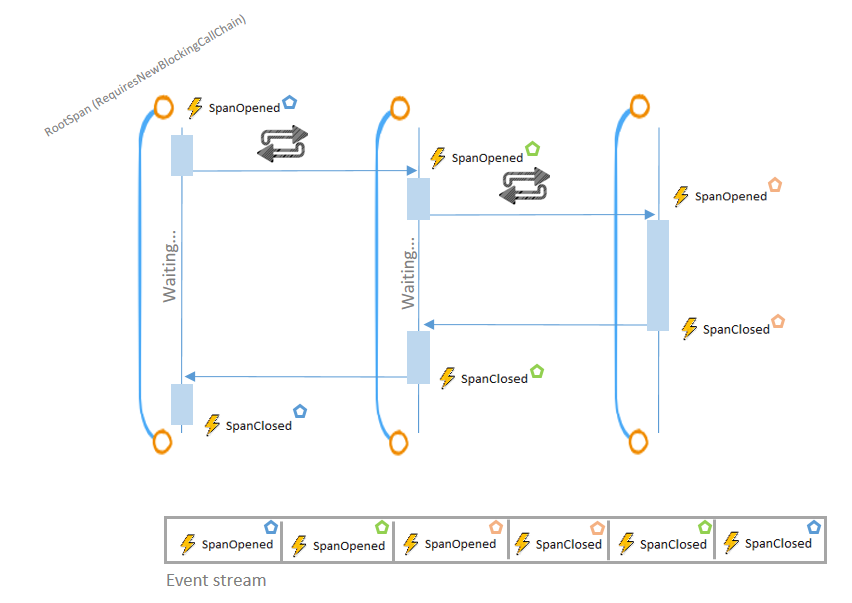 RootSpan (RequiresNewBlockingCallChain)
SpanOpened
SpanOpened
SpanOpened
Waiting...
Waiting...
SpanClosed
SpanClosed
SpanClosed
SpanOpened SpanOpened SpanOpened SpanClosed SpanClosed SpanClosed
Event stream